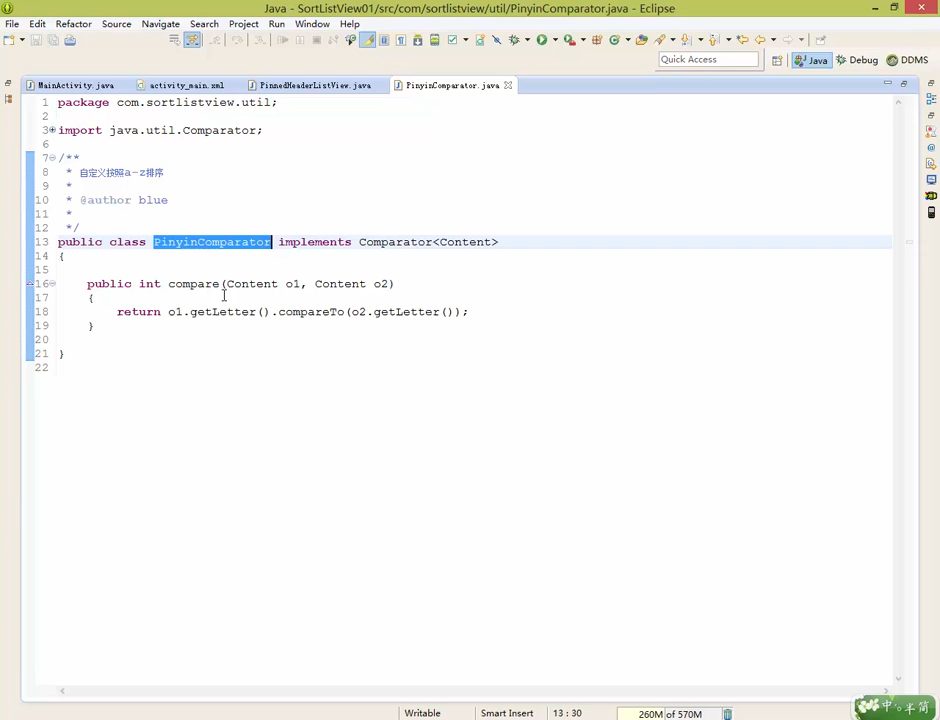 Java - SortListView01/src/com/sortlistview/util/PinyinComparator.java - Eclipse
File Edit Refactor Source Navigate Search Project Run Window Help
Quick Access
Java
Debug
DDMS
MainActivity.java
activity_main.xml
PinnedHeaderListView.java
PinyinComparator.java
1 package com.sortlistview.util;
2
3 import java.util.Comparator;
6
7 /**
8 * 自定义按照a-z排序
9 *
10 * @author blue
11 *
12 */
13 public class PinyinComparator implements Comparator<Content>
14 {
15
16 public int compare(Content o1, Content o2)
17 {
18 return o1.getLetter().compareTo(o2.getLetter());
19 }
20
21 }
22
Writable
Smart Insert
13 : 30
260M of 570M
中 半 简